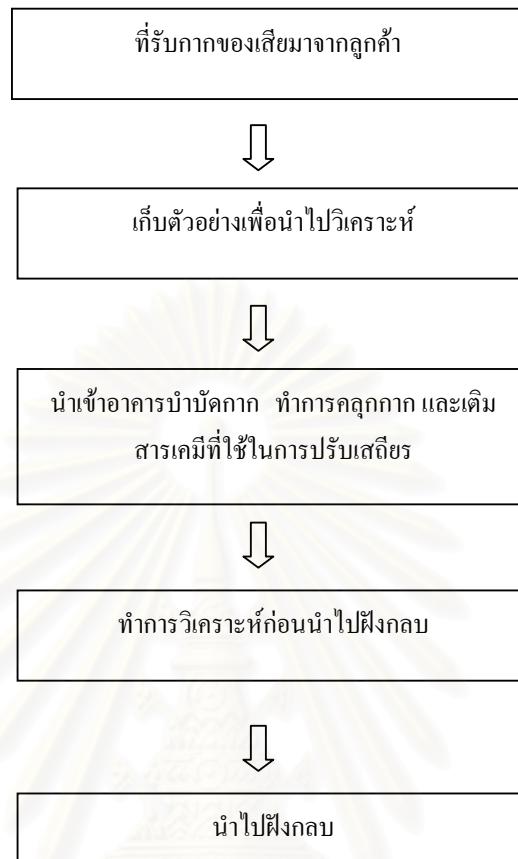 ที่รับกากของเสียมาจากลูกค้า
เก็บตัวอย่างเพื่อนำไปวิเคราะห์
นำเข้าอาคารบำบัดกาก ทำการคลุกกาก และเติม
สารเคมีที่ใช้ในการปรับเสถียร
ทำการวิเคราะห์ก่อนนำไปฝังกลบ
นำไปฝังกลบ